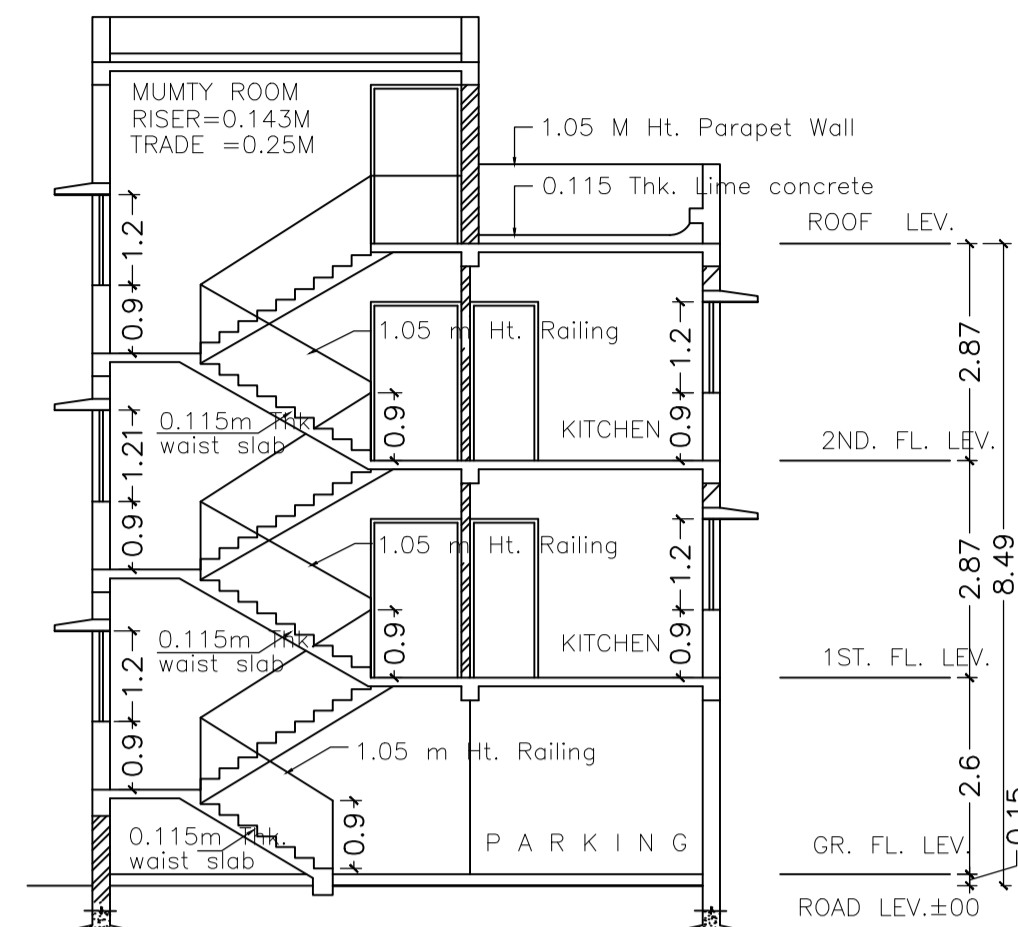 MUMTY ROOM
RISER=0.143M
TRADE =0.25M
1.05 M Ht. Parapet Wall
0.115 Thk. Lime concrete
ROOF LEV.
1.2
0.9
1.05 m Ht. Railing
1.2
2.87
0.115m Thk
waist slab
0.9
KITCHEN
0.9
2ND. FL. LEV.
1.21
0.9
1.05 m Ht. Railing
1.2
2.87
8.49
0.115m Thk
waist slab
0.9
KITCHEN
0.9
1ST. FL. LEV.
1.2
0.9
1.05 m Ht. Railing
2.6
0.115m Thk.
waist slab
0.9
PARKING
GR. FL. LEV.
0.15
ROAD LEV.±00